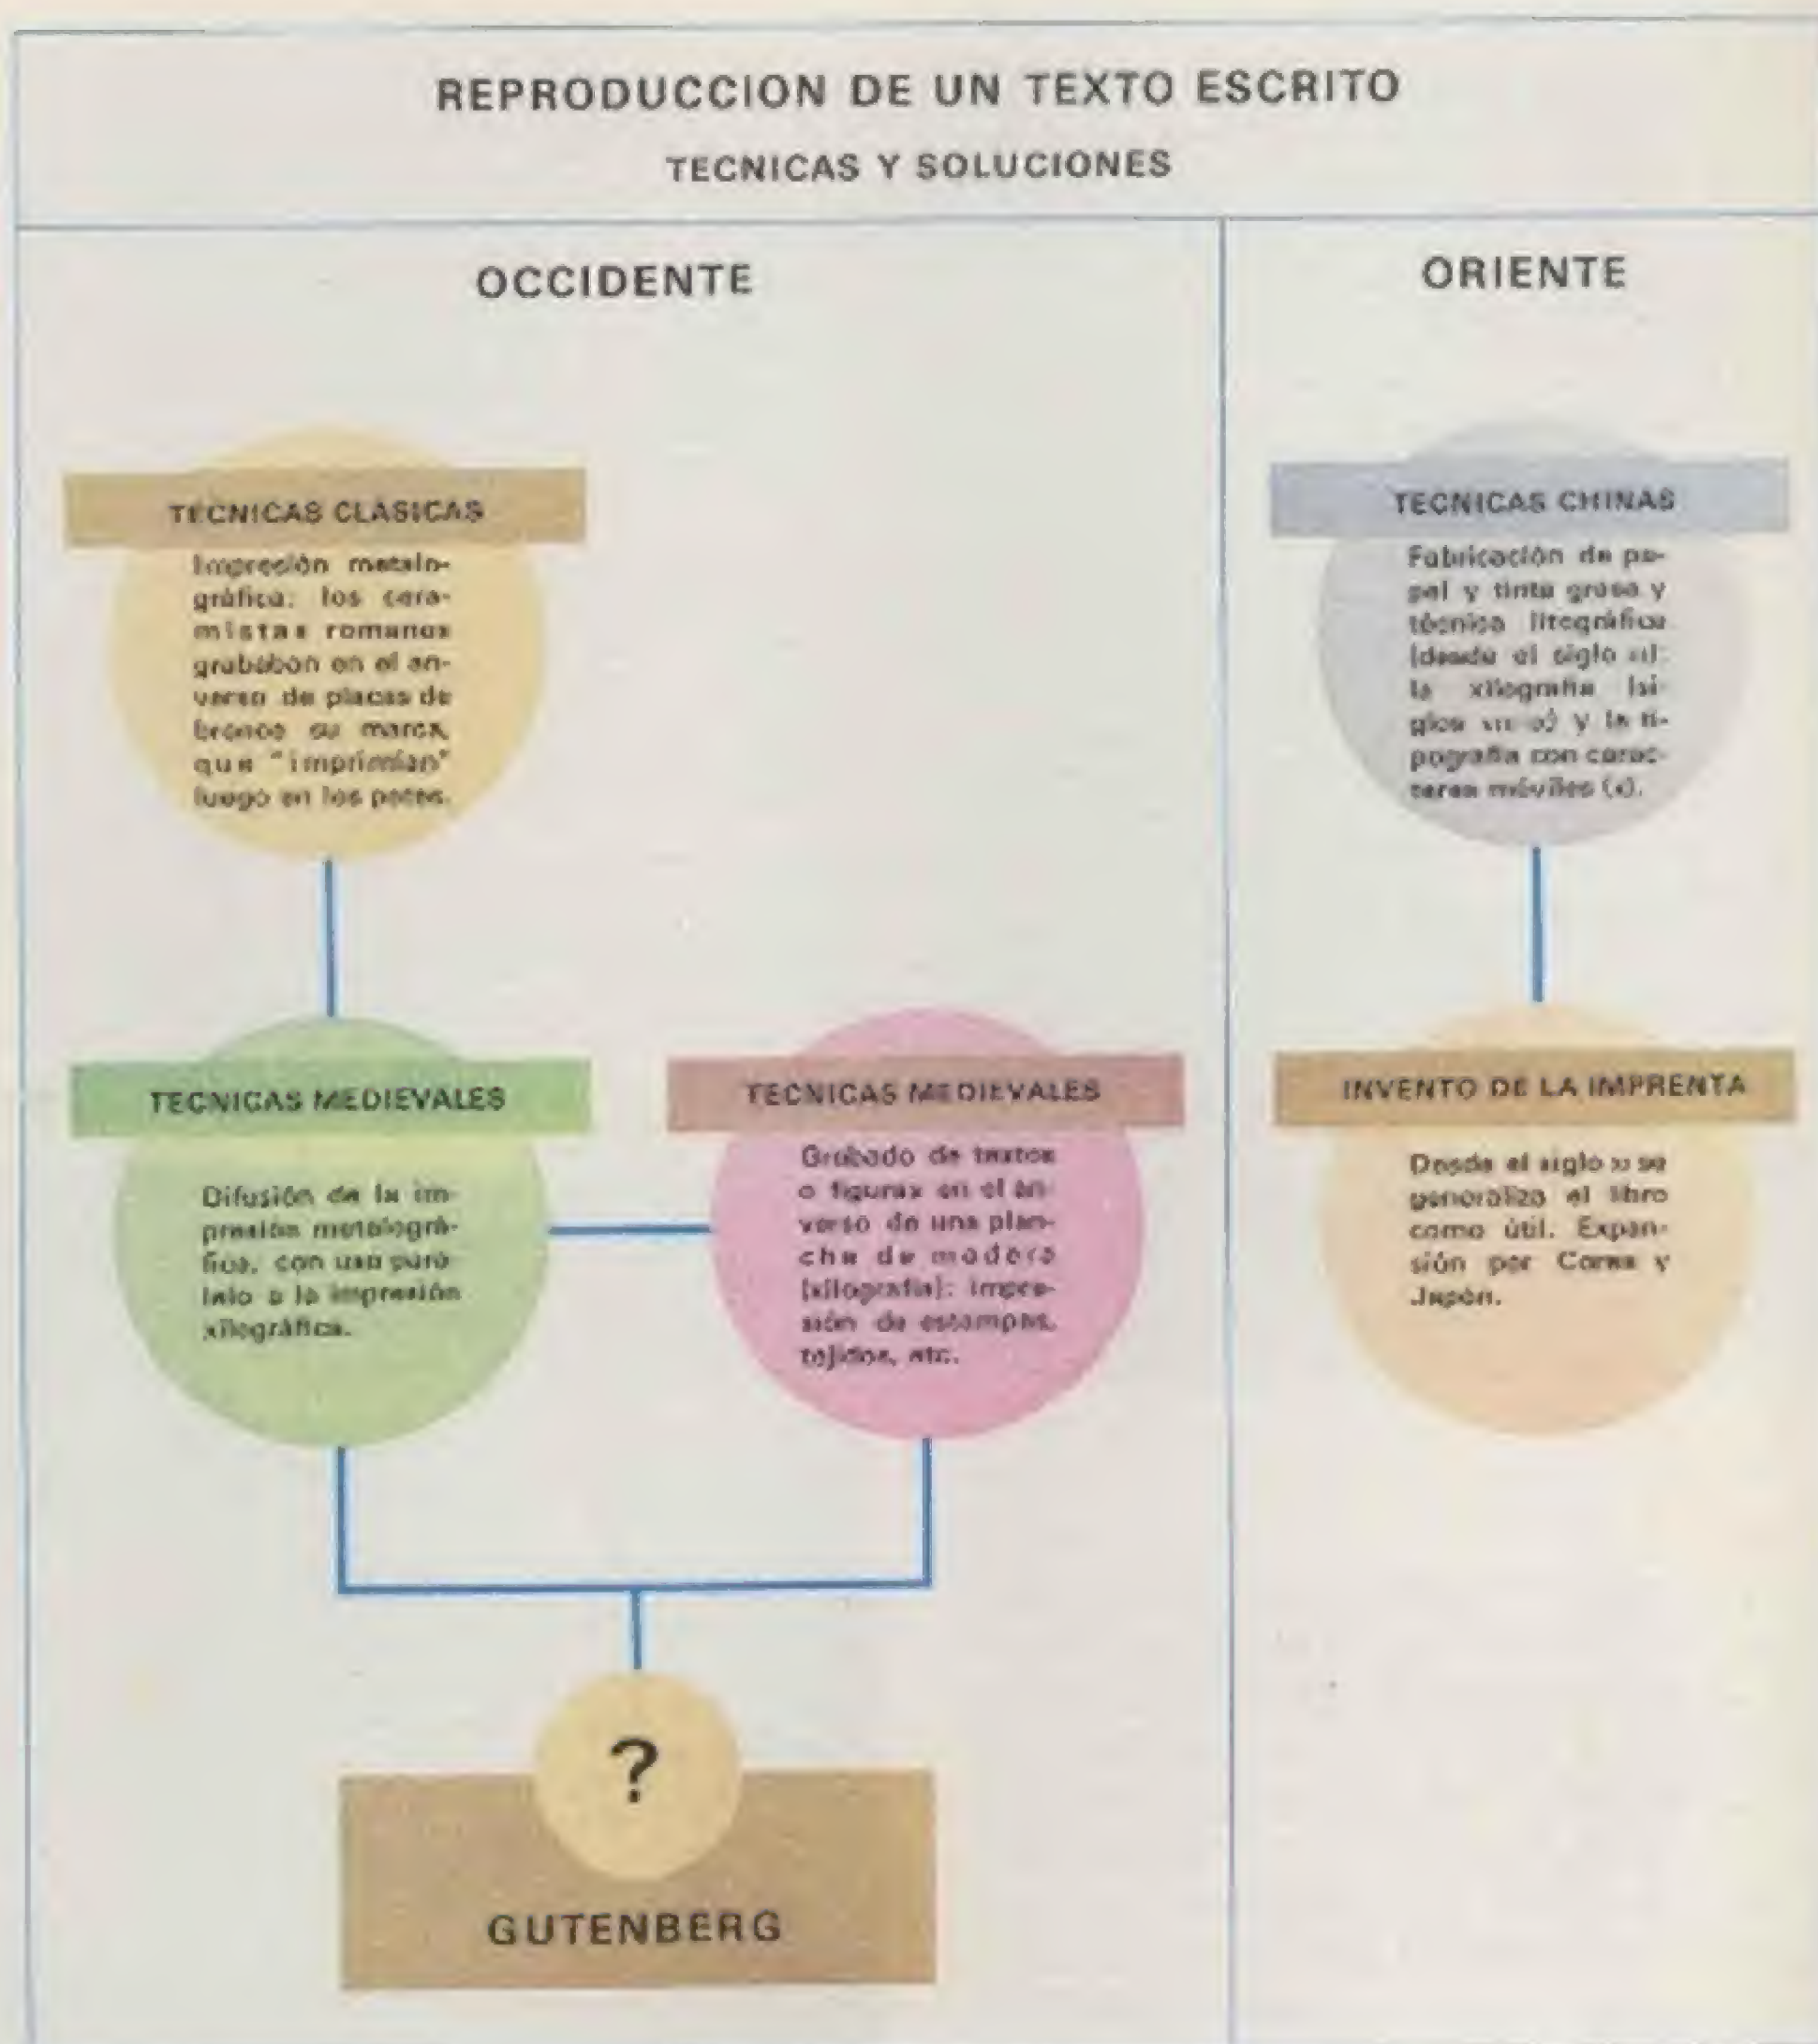 REPRODUCCION DE UN TEXTO ESCRITO
TECNICAS Y SOLUCIONES
OCCIDENTE
TECNICAS CLASICAS
Impresión metalo-
gráfica: los cera-
mistas romanos
grababan en el an-
verso de placas de
bronce su marca,
que "imprimían"
luego en los potes.
TECNICAS MEDIEVALES
Difusión de la im-
presión metalográ-
fica, con uso para-
lelo a la impresión
xilográfica.
TECNICAS MEDIEVALES
Grabado de textos
o figuras en el an-
verso de una plan-
cha de madera
(xilografía): impre-
sión de estampas,
tejidos, etc.
?
GUTENBERG
ORIENTE
TECNICAS CHINAS
Fabricación de pa-
pel y tinta grasa y
técnica litográfica
(desde el siglo
la xilografía (si-
glos y la ti-
pografía con carac-
teres móviles
INVENTO DE LA IMPRENTA
Desde el siglo se
generaliza el libro
como útil. Expan-
sión por Corea y
Japón.